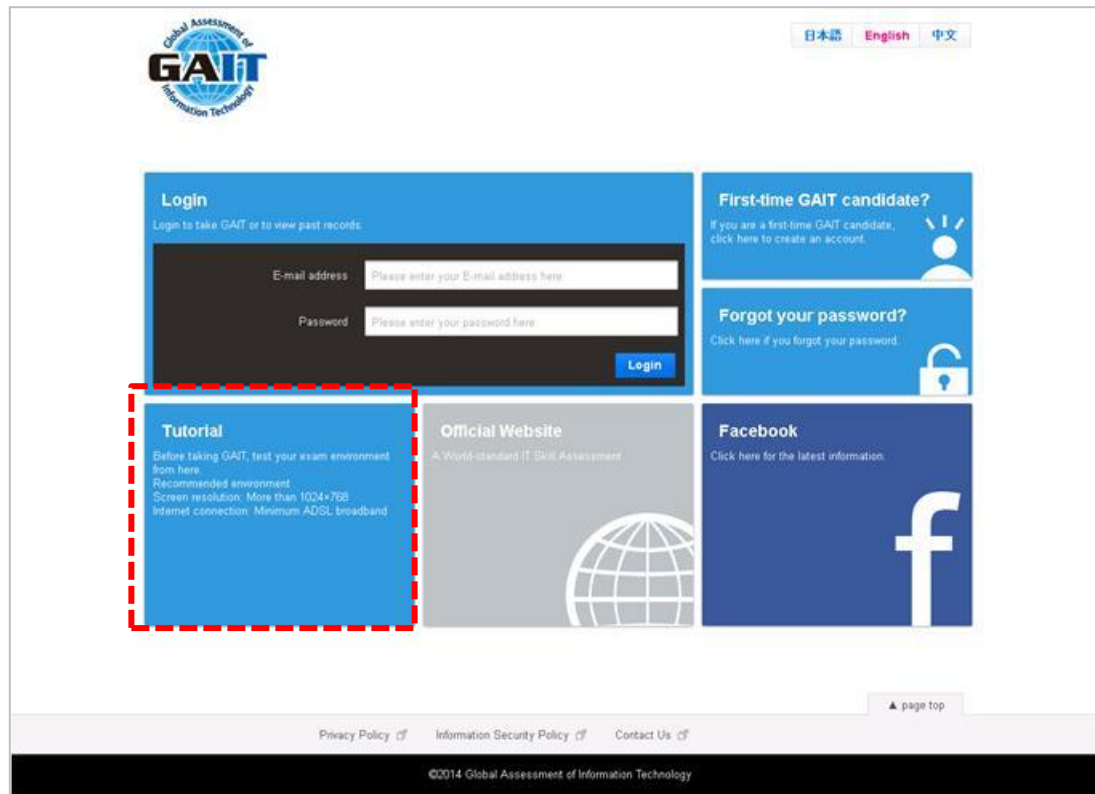 Global Assessment of
GAIT
Information Technology
日本語 English 中文
Login
Login to take GAIT or to view past records.
E-mail address Please enter your E-mail address here.
Password Please enter your password here.
Login
First-time GAIT candidate?
If you are a first-time GAIT candidate,
click here to create an account.
Forgot your password?
Click here if you forgot your password.
Tutorial
Before taking GAIT, test your exam environment
from here.
Recommended environment
Screen resolution: More than 1024×768
Internet connection: Minimum ADSL broadband
Official Website
A World-standard IT Skill Assessment
Facebook
Click here for the latest information.
f
▲ page top
Privacy Policy Information Security Policy Contact Us
©2014 Global Assessment of Information Technology